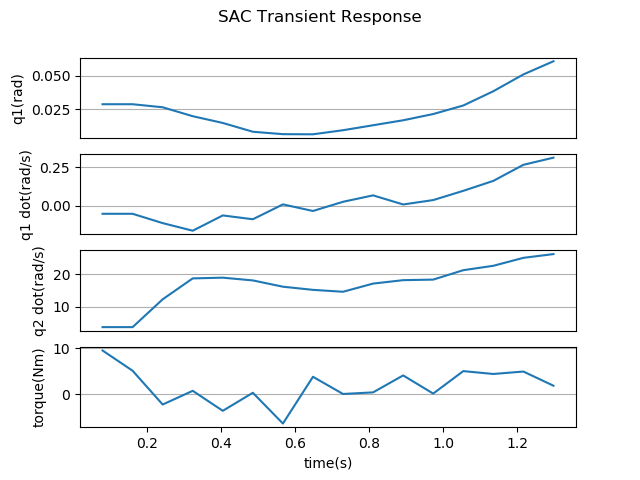 SAC Transient Response
q1(rad)
0.050
0.025
q1 dot(rad/s)
0.25
0.00
q2 dot(rad/s)
20
10
torque(Nm)
10
0
0.2 0.4 0.6 0.8 1.0 1.2
time(s)